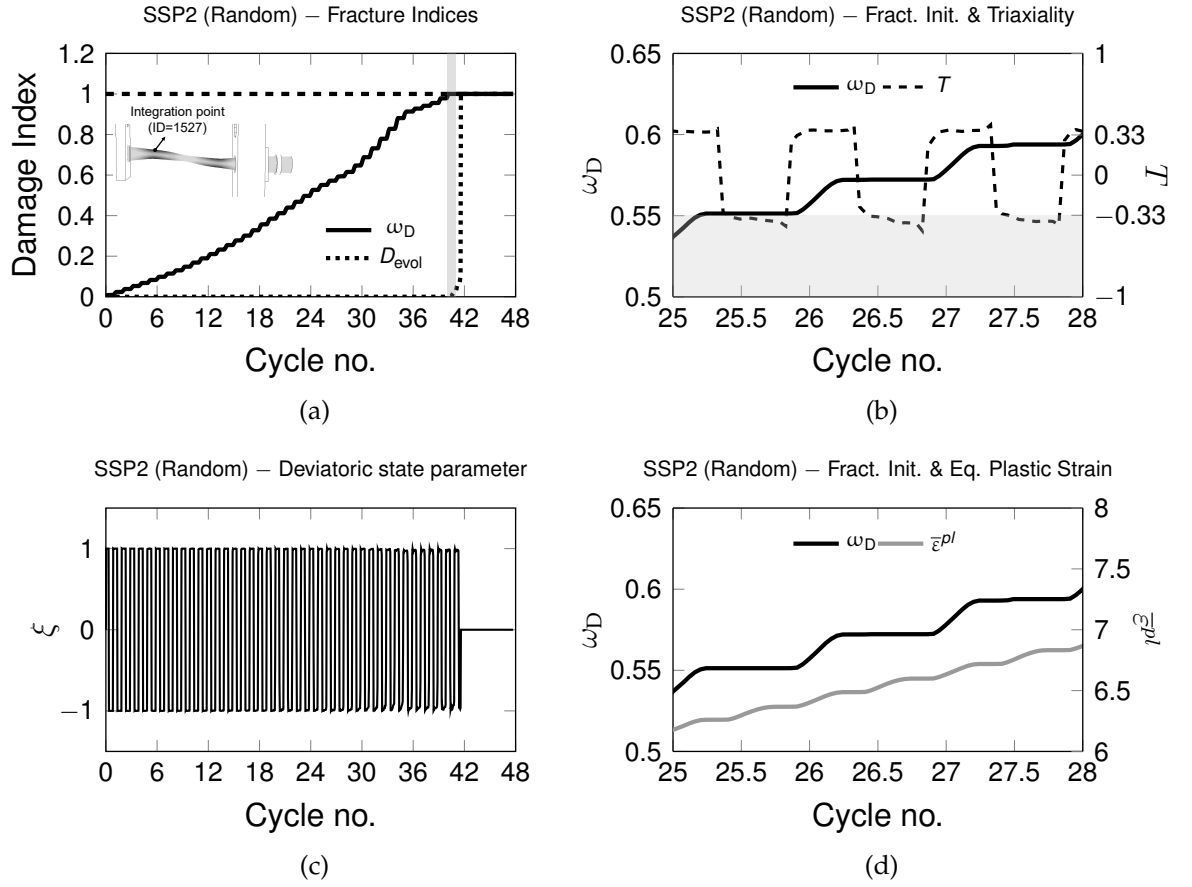 SSP2 (Random) − Fracture Indices
1.2
1
0.8
0.6
0.4
0.2
0
Damage Index
Integration point
(ID=1527)
ω_D
D_evol
0 6 12 18 24 30 36 42 48
Cycle no.
(a)
SSP2 (Random) − Fract. Init. & Triaxiality
0.65
0.6
0.55
0.5
ω_D
ω_D T
1
0.33
0
−0.33
−1
T
25 25.5 26 26.5 27 27.5 28
Cycle no.
(b)
SSP2 (Random) − Deviatoric state parameter
1
0
−1
ξ
0 6 12 18 24 30 36 42 48
Cycle no.
(c)
SSP2 (Random) − Fract. Init. & Eq. Plastic Strain
0.65
0.6
0.55
0.5
ω_D
ω_D ε̅^pl
8
7.5
7
6.5
6
ε̅^pl
25 25.5 26 26.5 27 27.5 28
Cycle no.
(d)